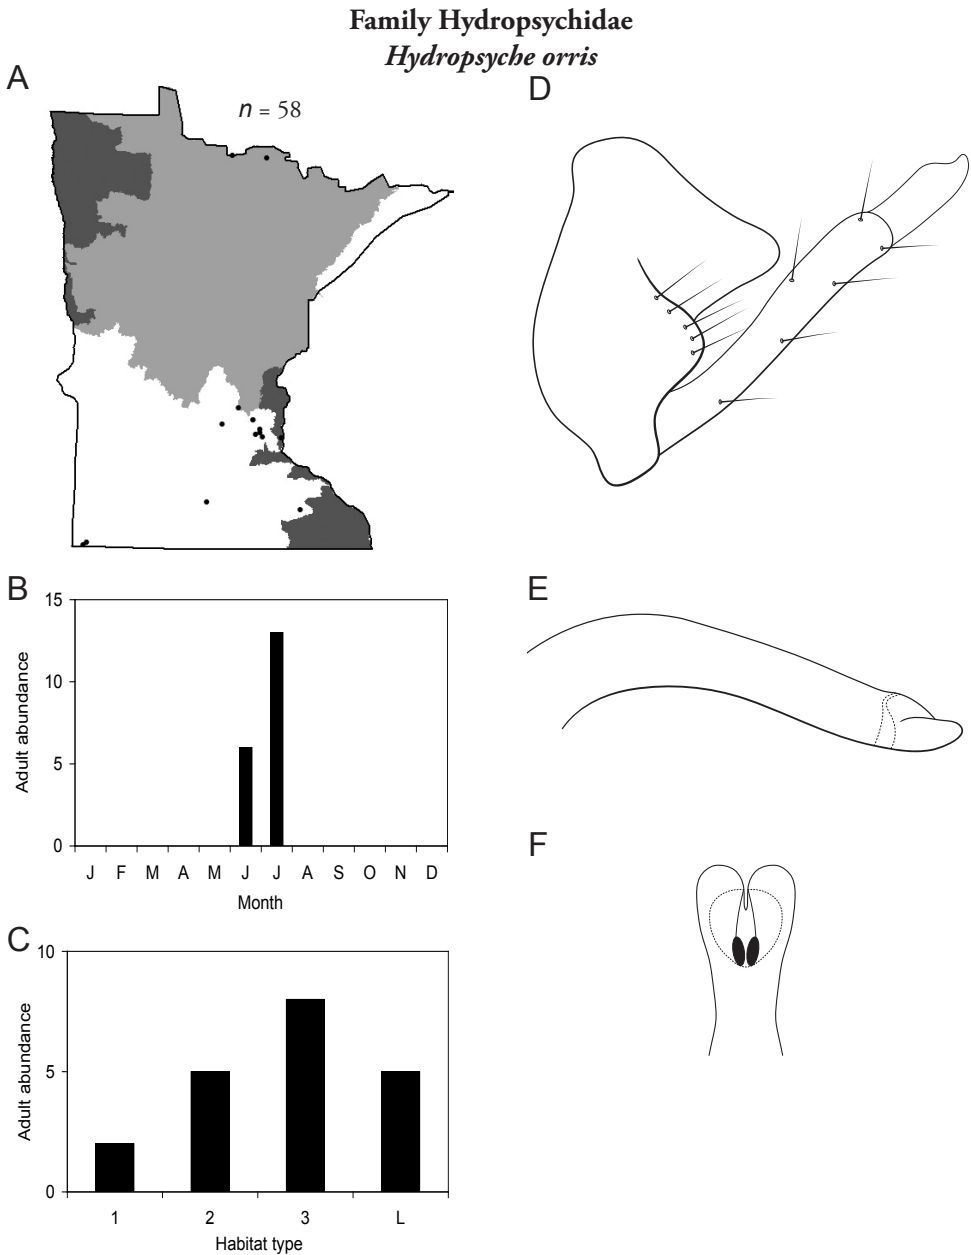 Family Hydropsychidae
Hydropsyche orris
A
n = 58
D
B
15
10
5
0
Adult abundance
J F M A M J J A S O N D
Month
E
C
10
5
0
Adult abundance
1 2 3 L
Habitat type
F